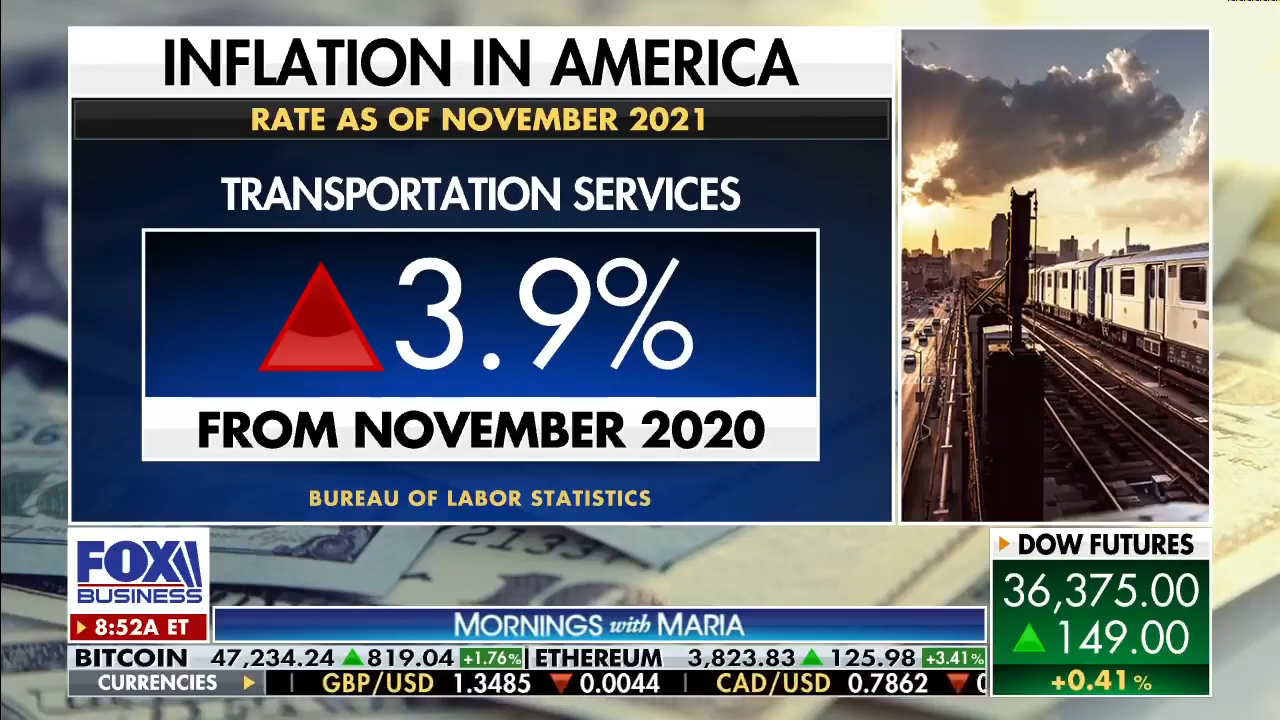 INFLATION IN AMERICA
RATE AS OF NOVEMBER 2021
TRANSPORTATION SERVICES
3.9%
FROM NOVEMBER 2020
BUREAU OF LABOR STATISTICS
FOX
BUSINESS
8:52A ET
MORNINGS with MARIA
DOW FUTURES
36,375.00
149.00
+0.41%
BITCOIN 47,234.24 819.04 +1.76% ETHEREUM 3,823.83 125.98 +3.41%
CURRENCIES GBP/USD 1.3485 0.0044 CAD/USD 0.7862